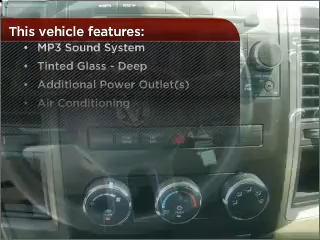 This vehicle features:
• MP3 Sound System
• Tinted Glass - Deep
• Additional Power Outlet(s)
• Air Conditioning